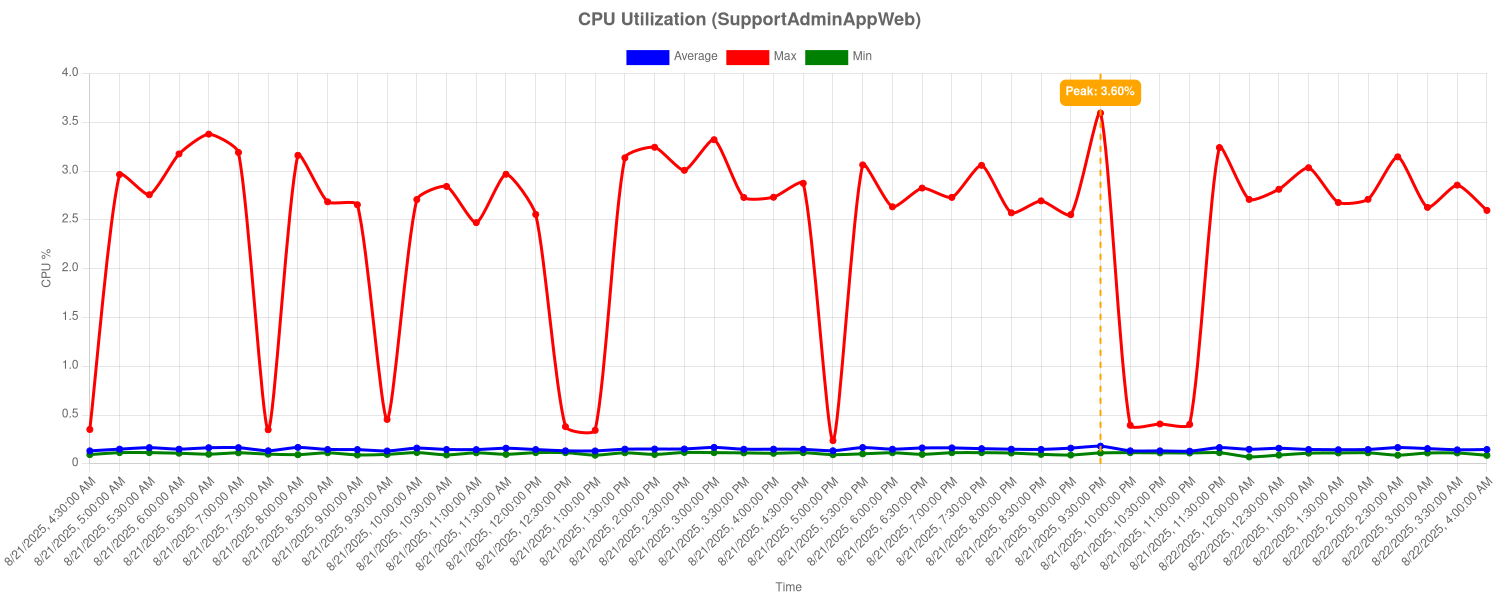 CPU Utilization (SupportAdminAppWeb)
Average Max Min
4.0
Peak: 3.60%
3.5
3.0
2.5
2.0
CPU %
1.5
1.0
0.5
0
8/21/2025, 4:30:00 AM
8/21/2025, 5:00:00 AM
8/21/2025, 5:30:00 AM
8/21/2025, 6:00:00 AM
8/21/2025, 6:30:00 AM
8/21/2025, 7:00:00 AM
8/21/2025, 7:30:00 AM
8/21/2025, 8:00:00 AM
8/21/2025, 8:30:00 AM
8/21/2025, 9:00:00 AM
8/21/2025, 9:30:00 AM
8/21/2025, 10:00:00 AM
8/21/2025, 10:30:00 AM
8/21/2025, 11:00:00 AM
8/21/2025, 11:30:00 AM
8/21/2025, 12:00:00 PM
8/21/2025, 12:30:00 PM
8/21/2025, 1:00:00 PM
8/21/2025, 1:30:00 PM
8/21/2025, 2:00:00 PM
8/21/2025, 2:30:00 PM
8/21/2025, 3:00:00 PM
8/21/2025, 3:30:00 PM
8/21/2025, 4:00:00 PM
8/21/2025, 4:30:00 PM
8/21/2025, 5:00:00 PM
8/21/2025, 5:30:00 PM
8/21/2025, 6:00:00 PM
8/21/2025, 6:30:00 PM
8/21/2025, 7:00:00 PM
8/21/2025, 7:30:00 PM
8/21/2025, 8:00:00 PM
8/21/2025, 8:30:00 PM
8/21/2025, 9:00:00 PM
8/21/2025, 9:30:00 PM
8/21/2025, 10:00:00 PM
8/21/2025, 10:30:00 PM
8/21/2025, 11:00:00 PM
8/21/2025, 11:30:00 PM
8/22/2025, 12:00:00 AM
8/22/2025, 12:30:00 AM
8/22/2025, 1:00:00 AM
8/22/2025, 1:30:00 AM
8/22/2025, 2:00:00 AM
8/22/2025, 2:30:00 AM
8/22/2025, 3:00:00 AM
8/22/2025, 3:30:00 AM
8/22/2025, 4:00:00 AM
Time